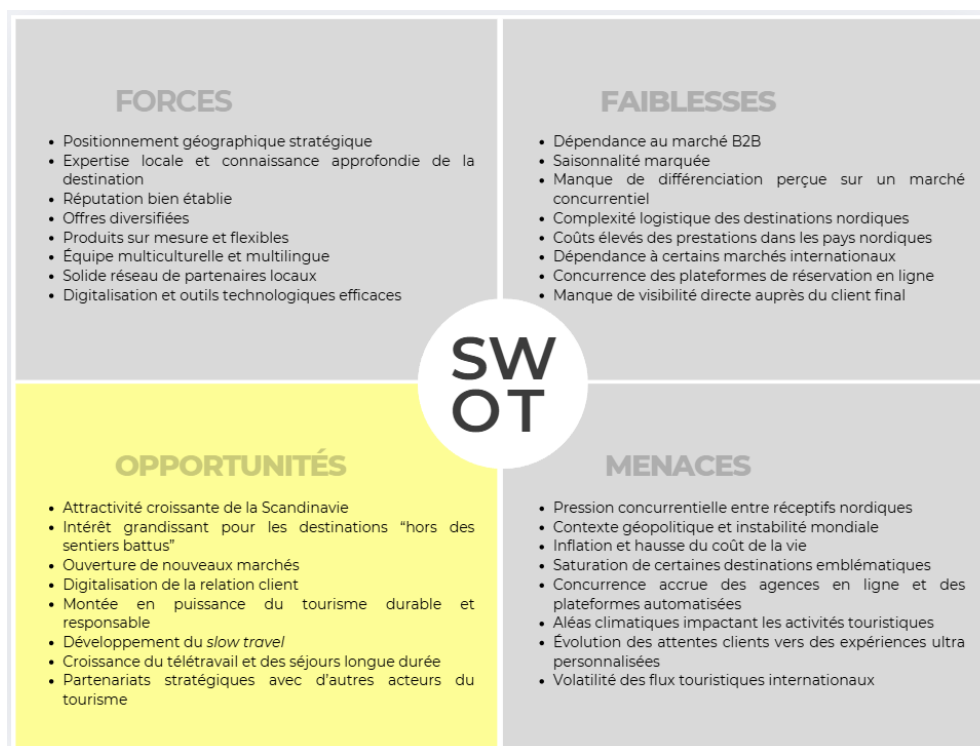 FORCES
• Positionnement géographique stratégique
• Expertise locale et connaissance approfondie de la
destination
• Réputation bien établie
• Offres diversifiées
• Produits sur mesure et flexibles
• Équipe multiculturelle et multilingue
• Solide réseau de partenaires locaux
• Digitalisation et outils technologiques efficaces
FAIBLESSES
• Dépendance au marché B2B
• Saisonnalité marquée
• Manque de différenciation perçue sur un marché
concurrentiel
• Complexité logistique des destinations nordiques
• Coûts élevés des prestations dans les pays nordiques
• Dépendance à certains marchés internationaux
• Concurrence des plateformes de réservation en ligne
• Manque de visibilité directe auprès du client final
SW
OT
OPPORTUNITÉS
• Attractivité croissante de la Scandinavie
• Intérêt grandissant pour les destinations “hors des
sentiers battus”
• Ouverture de nouveaux marchés
• Digitalisation de la relation client
• Montée en puissance du tourisme durable et
responsable
• Développement du slow travel
• Croissance du télétravail et des séjours longue durée
• Partenariats stratégiques avec d’autres acteurs du
tourisme
MENACES
• Pression concurrentielle entre réceptifs nordiques
• Contexte géopolitique et instabilité mondiale
• Inflation et hausse du coût de la vie
• Saturation de certaines destinations emblématiques
• Concurrence accrue des agences en ligne et des
plateformes automatisées
• Aléas climatiques impactant les activités touristiques
• Évolution des attentes clients vers des expériences ultra
personnalisées
• Volatilité des flux touristiques internationaux